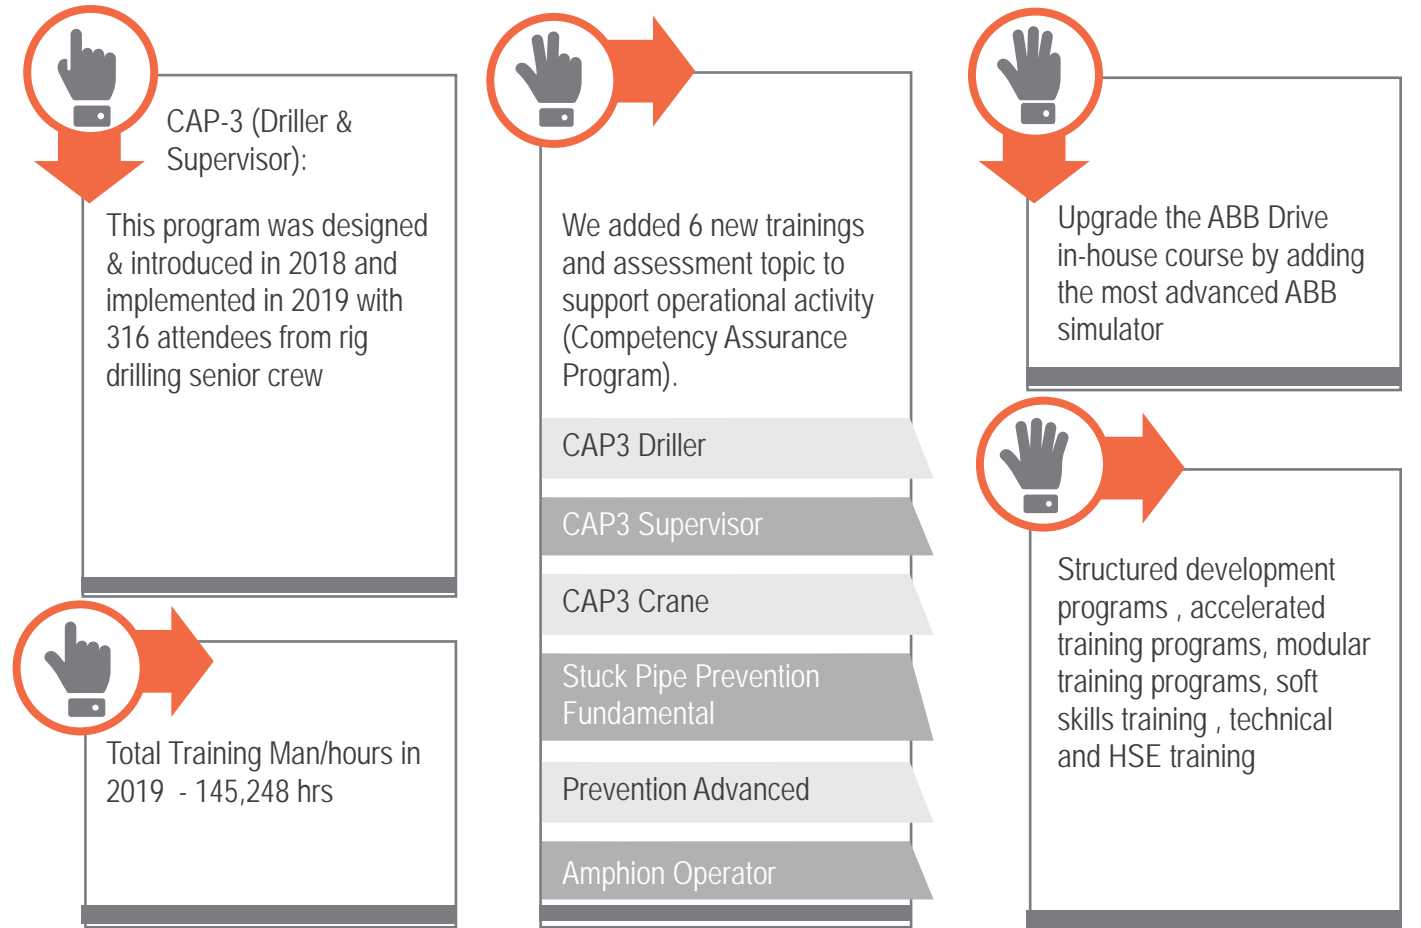 CAP-3 (Driller &
Supervisor):
This program was designed
& introduced in 2018 and
implemented in 2019 with
316 attendees from rig
drilling senior crew
Total Training Man/hours in
2019 - 145,248 hrs
We added 6 new trainings
and assessment topic to
support operational activity
(Competency Assurance
Program).
CAP3 Driller
CAP3 Supervisor
CAP3 Crane
Stuck Pipe Prevention
Fundamental
Prevention Advanced
Amphion Operator
Upgrade the ABB Drive
in-house course by adding
the most advanced ABB
simulator
Structured development
programs , accelerated
training programs, modular
training programs, soft
skills training , technical
and HSE training